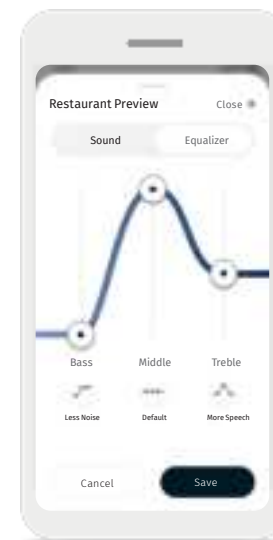 Restaurant Preview Close
Sound Equalizer
Bass Middle Treble
Less Noise Default More Speech
Cancel Save